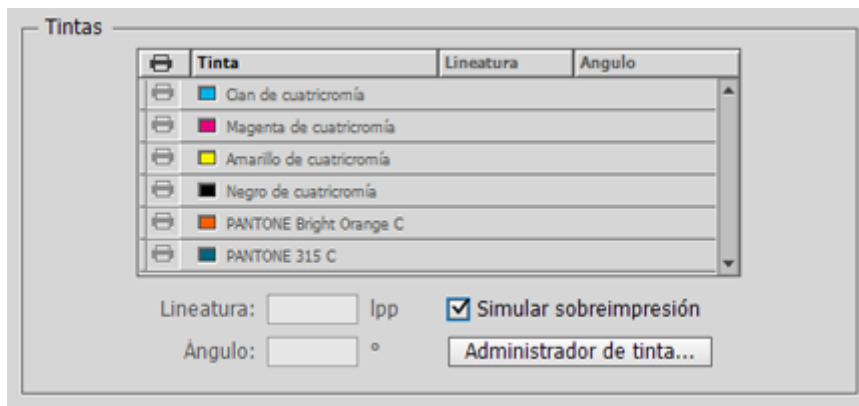 Tintas
Tinta Lineatura Angulo
Cian de cuatricromía
Magenta de cuatricromía
Amarillo de cuatricromía
Negro de cuatricromía
PANTONE Bright Orange C
PANTONE 315 C
Lineatura: lpp Simular sobreimpresión
Ángulo: ° Administrador de tinta...